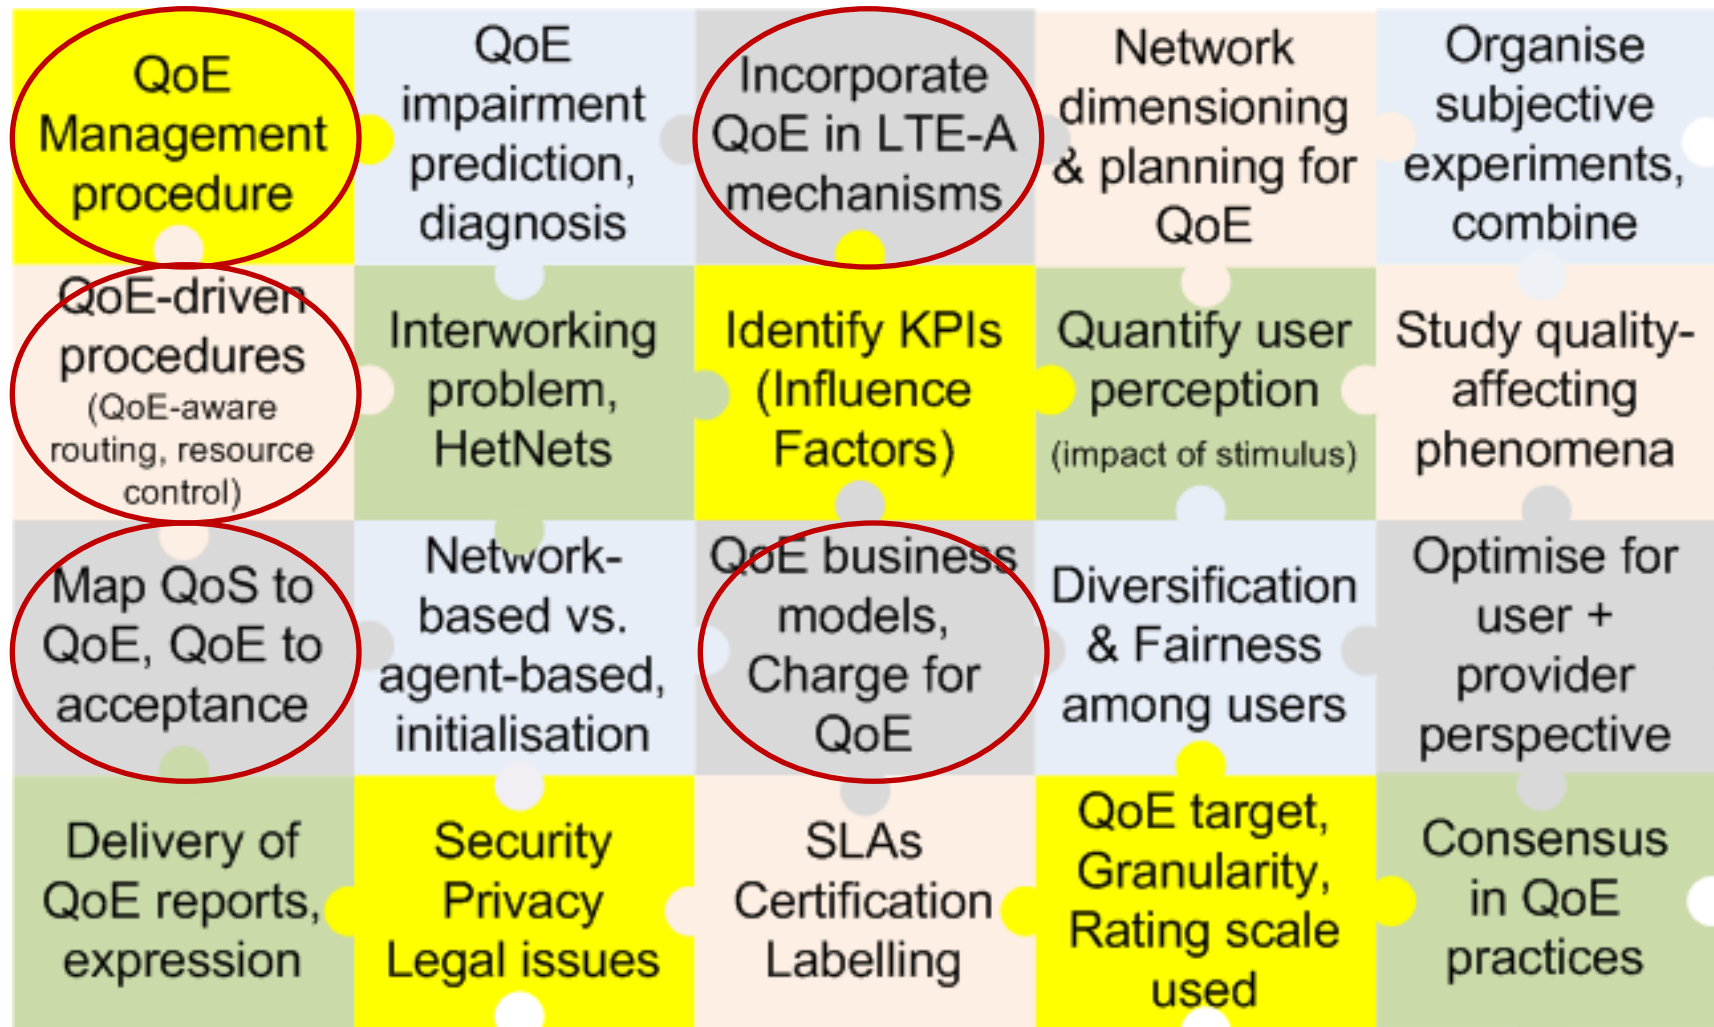 QoE
Management
procedure
QoE
impairment
prediction,
diagnosis
Incorporate
QoE in LTE-A
mechanisms
Network
dimensioning
& planning for
QoE
Organise
subjective
experiments,
combine
QoE-driven
procedures
(QoE-aware
routing, resource
control)
Interworking
problem,
HetNets
Identify KPIs
(Influence
Factors)
Quantify user
perception
(impact of stimulus)
Study quality-
affecting
phenomena
Map QoS to
QoE, QoE to
acceptance
Network-
based vs.
agent-based,
initialisation
QoE business
models,
Charge for
QoE
Diversification
& Fairness
among users
Optimise for
user +
provider
perspective
Delivery of
QoE reports,
expression
Security
Privacy
Legal issues
SLAs
Certification
Labelling
QoE target,
Granularity,
Rating scale
used
Consensus
in QoE
practices